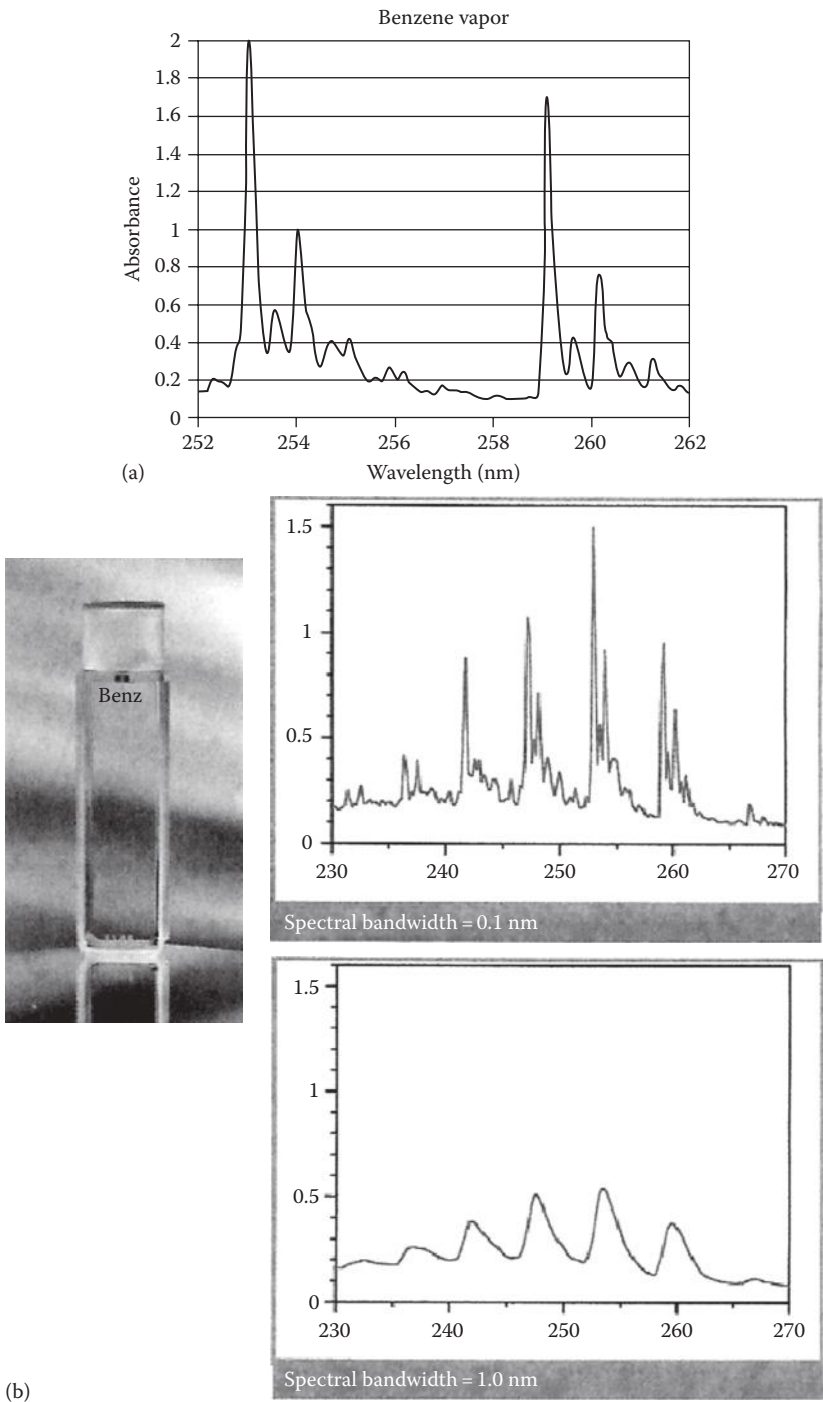 Benzene vapor
2
1.8
1.6
1.4
1.2
1
0.8
0.6
0.4
0.2
0
Absorbance
252 254 256 258 260 262
Wavelength (nm)
(a)
Benz
1.5
1
0.5
0
230 240 250 260 270
Spectral bandwidth = 0.1 nm
1.5
1
0.5
0
230 240 250 260 270
Spectral bandwidth = 1.0 nm
(b)